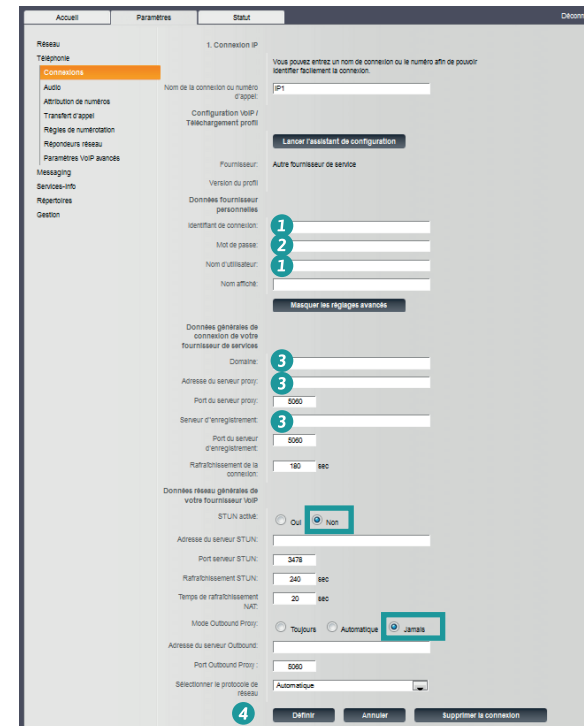 Accueil Paramètres Statut Déconn
Réseau
Téléphonie
Connexions
Audio
Attribution de numéros
Transfert d'appel
Règles de numérotation
Répondeurs réseau
Paramètres VoIP avancés
Messaging
Services-Info
Répertoires
Gestion
1. Connexion IP
Vous pouvez entrez un nom de connexion ou le numéro afin de pouvoir
identifier facilement la connexion.
Nom de la connexion ou numéro
d'appel: IP1
Configuration VoIP /
Téléchargement profil
Lancer l'assistant de configuration
Fournisseur: Autre fournisseur de service
Version du profil
Données fournisseur
personnelles
Identifiant de connexion: 1
Mot de passe: 2
Nom d'utilisateur: 1
Nom affiché:
Masquer les réglages avancés
Données générales de
connexion de votre
fournisseur de services
Domaine: 3
Adresse du serveur proxy: 3
Port du serveur proxy: 5060
Serveur d'enregistrement: 3
Port du serveur
d'enregistrement: 5060
Rafraîchissement de la
connexion: 180 sec
Données réseau générales de
votre fournisseur VoIP
STUN activé: Oui Non
Adresse du serveur STUN:
Port serveur STUN: 3478
Rafraîchissement STUN: 240 sec
Temps de rafraîchissement
NAT: 20 sec
Mode Outbound Proxy: Toujours Automatique Jamais
Adresse du serveur Outbound:
Port Outbound Proxy : 5060
Sélectionner le protocole de
réseau Automatique
4 Définir Annuler Supprimer la connexion